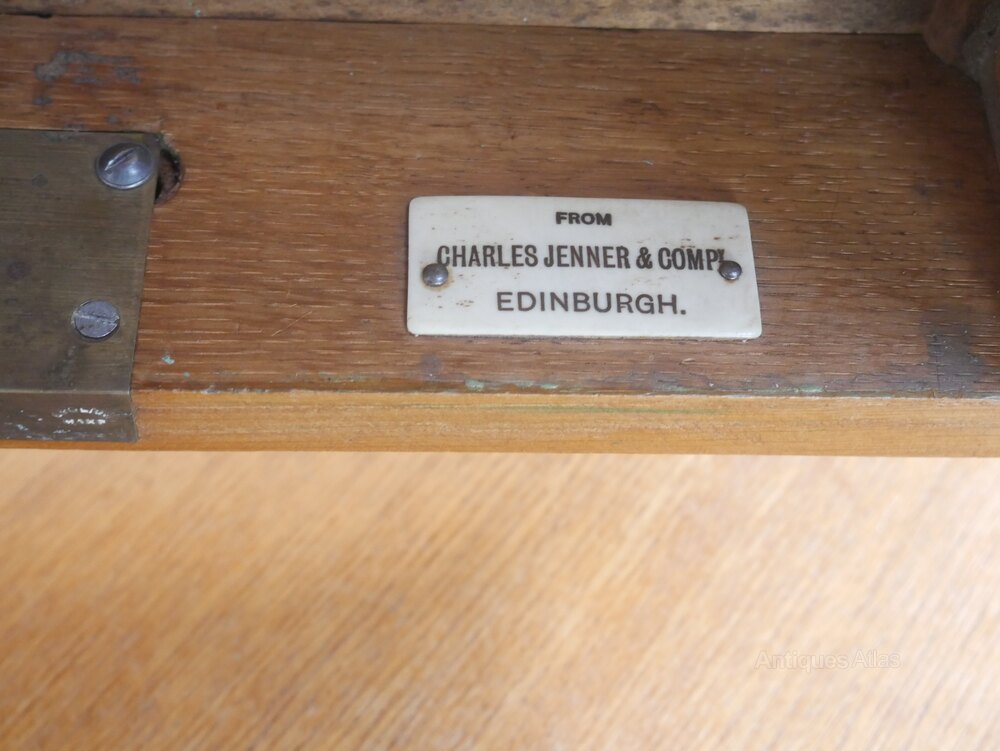 FROM
CHARLES JENNER & COMPY.
EDINBURGH.
Antiques Atlas